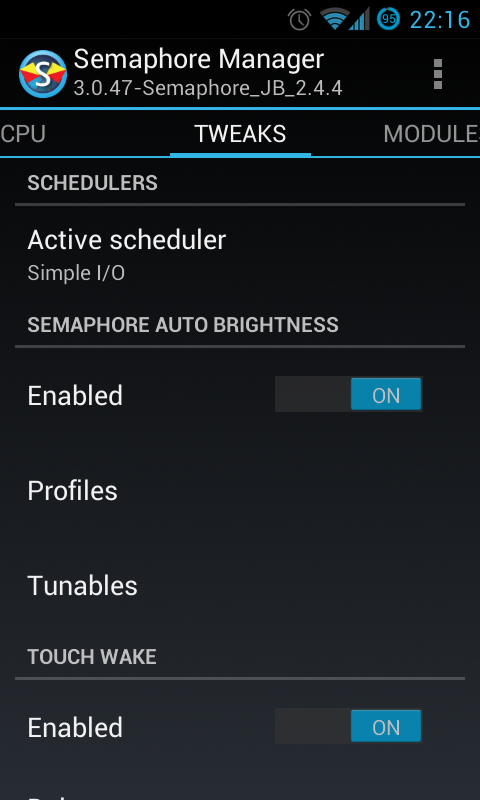 95 22:16
S Semaphore Manager
3.0.47-Semaphore_JB_2.4.4
CPU TWEAKS MODULE
SCHEDULERS
Active scheduler
Simple I/O
SEMAPHORE AUTO BRIGHTNESS
Enabled ON
Profiles
Tunables
TOUCH WAKE
Enabled ON